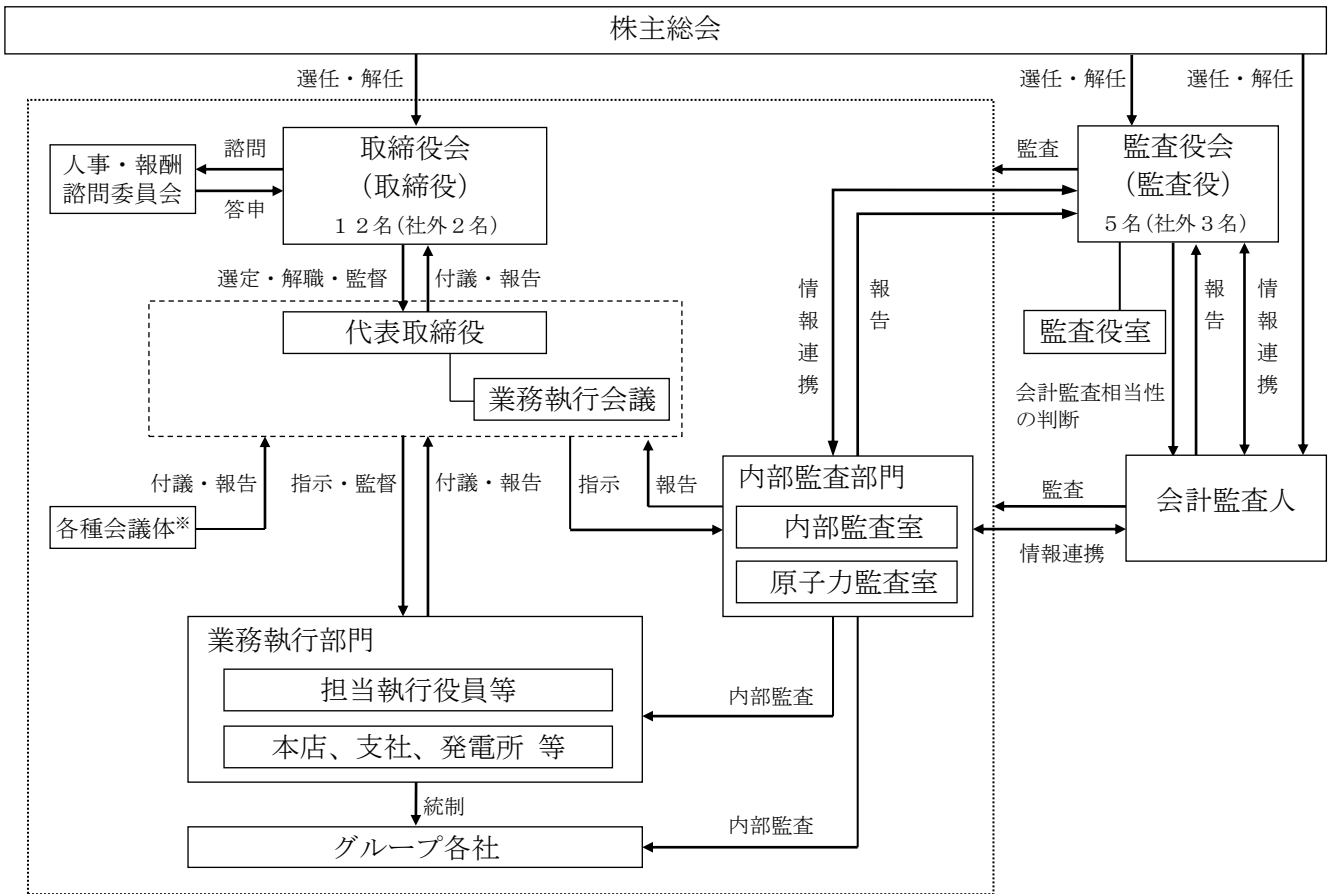 株主総会
選任・解任
選任・解任
選任・解任
人事・報酬
諮問委員会
諮問
答申
取締役会
(取締役)
12名(社外2名)
監査
監査役会
(監査役)
5名(社外3名)
選定・解職・監督
付議・報告
情報連携
報告
監査役室
報告
情報連携
代表取締役
業務執行会議
会計監査相当性
の判断
付議・報告
指示・監督
付議・報告
指示
報告
各種会議体※
内部監査部門
内部監査室
原子力監査室
監査
情報連携
会計監査人
業務執行部門
担当執行役員等
本店、支社、発電所 等
内部監査
統制
グループ各社
内部監査